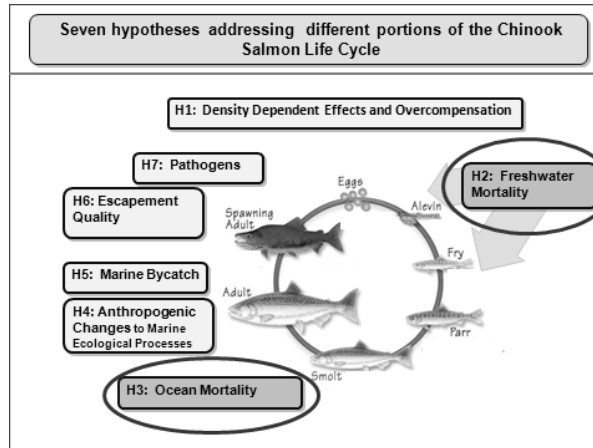 Seven hypotheses addressing different portions of the Chinook
Salmon Life Cycle
H1: Density Dependent Effects and Overcompensation
H7: Pathogens
H2: Freshwater
Mortality
H6: Escapement
Quality
Eggs
Alevin
Spawning
Adult
Fry
H5: Marine Bycatch
Adult
H4: Anthropogenic
Changes to Marine
Ecological Processes
Parr
Smolt
H3: Ocean Mortality